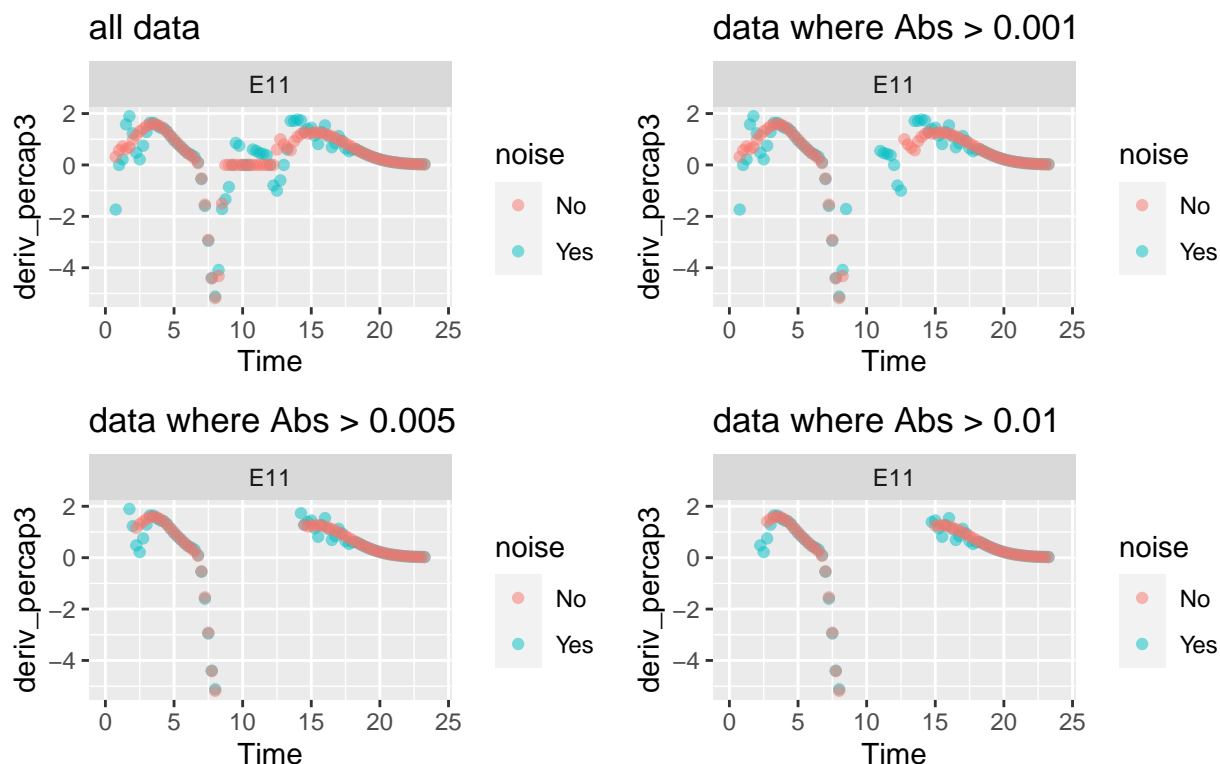 all data
E11
deriv_percap3
2
0
−2
−4
0 5 10 15 20 25
Time
noise
No
Yes
data where Abs > 0.001
E11
deriv_percap3
2
0
−2
−4
0 5 10 15 20 25
Time
noise
No
Yes
data where Abs > 0.005
E11
deriv_percap3
2
0
−2
−4
0 5 10 15 20 25
Time
noise
No
Yes
data where Abs > 0.01
E11
deriv_percap3
2
0
−2
−4
0 5 10 15 20 25
Time
noise
No
Yes